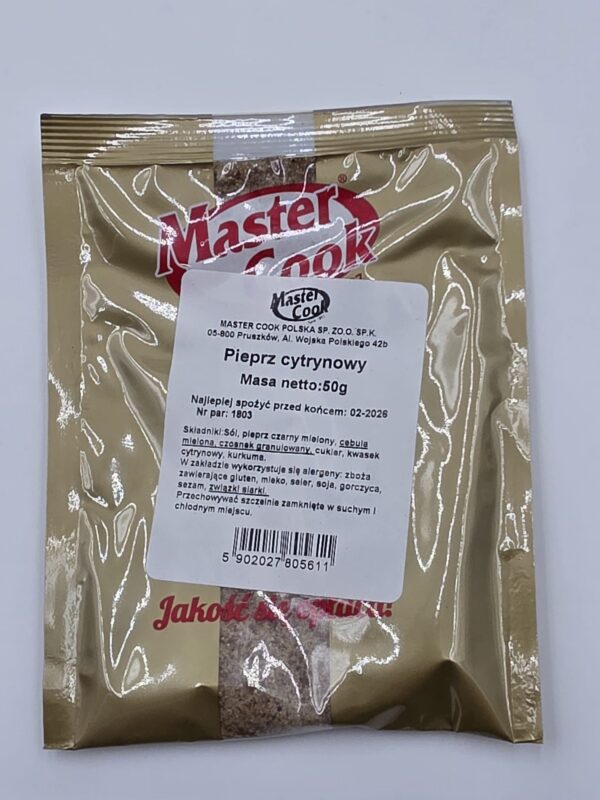 Master
Cook
®
Master
Cook
MASTER COOK POLSKA SP. ZO.O. SP.K.
05-800 Pruszków, Al. Wojska Polskiego 42b
Pieprz cytrynowy
Masa netto:50g
Najlepiej spożyć przed końcem: 02-2026
Nr par: 1803
Składniki:Sól, pieprz czarny mielony, cebula
mielona, czosnek granulowany, cukier, kwasek
cytrynowy, kurkuma.
W zakładzie wykorzystuje się alergeny: zboża
zawierające gluten, mleko, seler, soja, gorczyca,
sezam, związki siarki.
Przechowywać szczelnie zamknięte w suchym i
chłodnym miejscu.
5 902027 805611
Jakość się